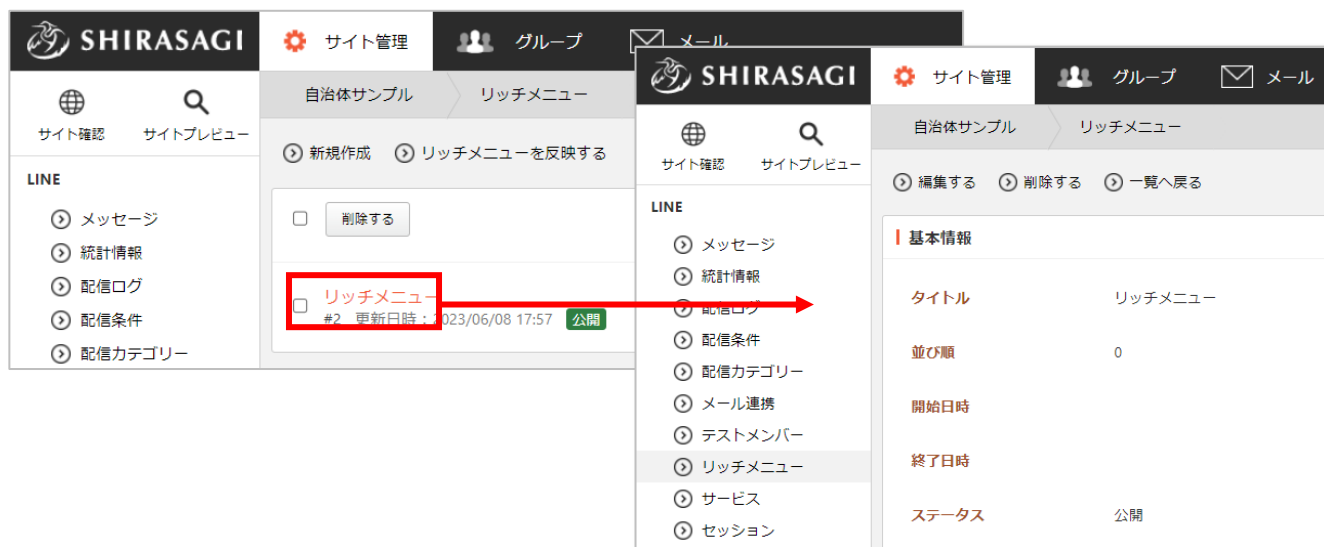 SHIRASAGI
サイト管理
グループ
メール
サイト確認
サイトプレビュー
自治体サンプル
リッチメニュー
新規作成
リッチメニューを反映する
LINE
メッセージ
統計情報
配信ログ
配信条件
配信カテゴリー
削除する
リッチメニュー
#2 更新日時：2023/06/08 17:57 公開
SHIRASAGI
サイト管理
グループ
メール
サイト確認
サイトプレビュー
自治体サンプル
リッチメニュー
編集する
削除する
一覧へ戻る
LINE
メッセージ
統計情報
配信ログ
配信条件
配信カテゴリー
メール連携
テストメンバー
リッチメニュー
サービス
セッション
基本情報
タイトル リッチメニュー
並び順 0
開始日時
終了日時
ステータス 公開